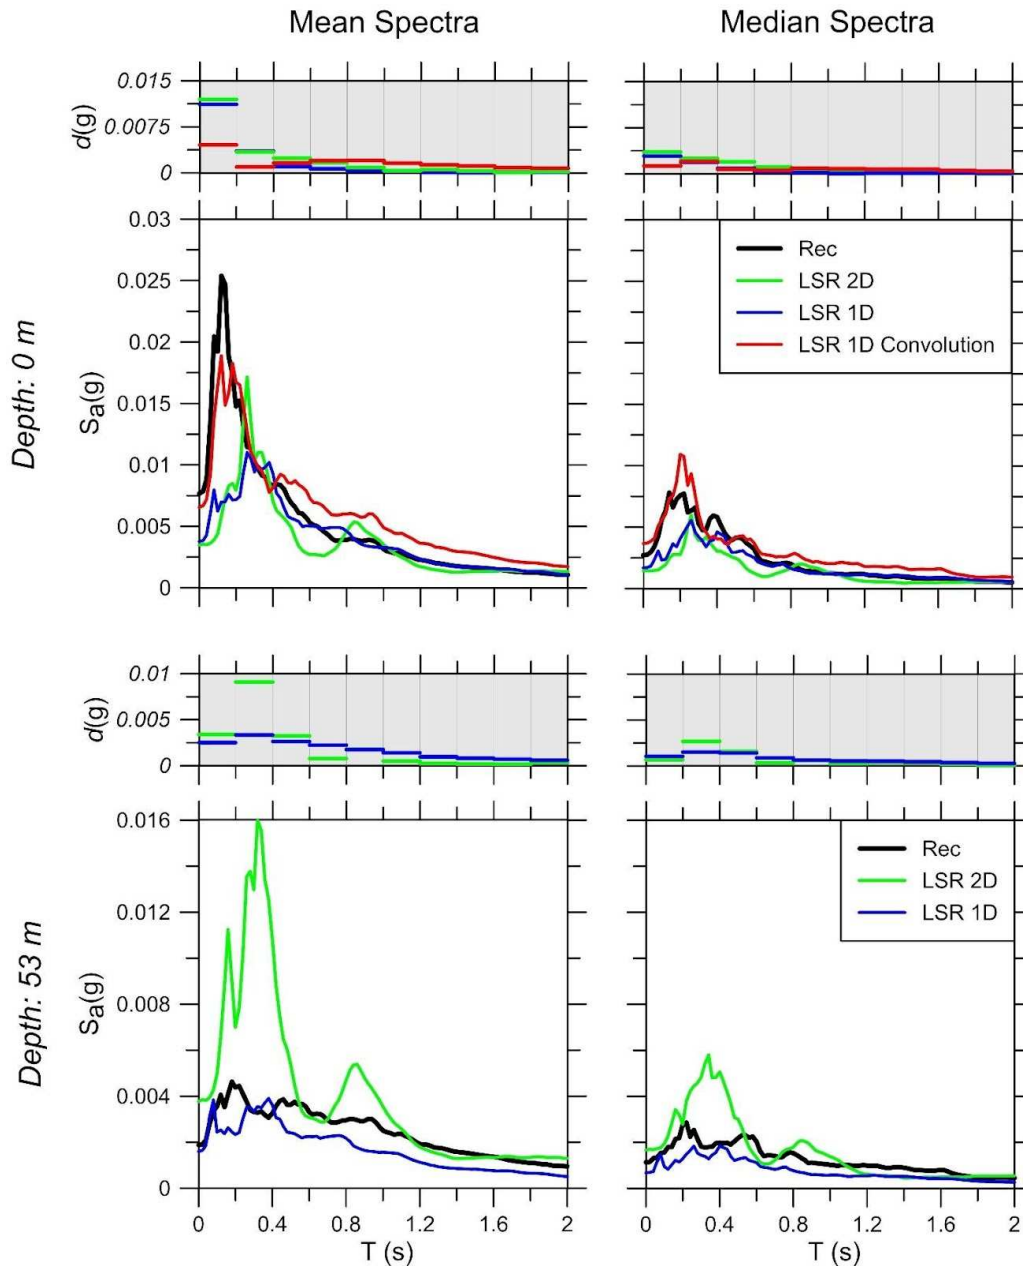 Mean Spectra
Median Spectra
0.015
0.0075
0
d(g)
0.03
0.025
0.02
0.015
0.01
0.005
0
Sa(g)
Depth: 0 m
Rec
LSR 2D
LSR 1D
LSR 1D Convolution
0.01
0.005
0
d(g)
0.016
0.012
0.008
0.004
0
Sa(g)
Depth: 53 m
Rec
LSR 2D
LSR 1D
0 0.4 0.8 1.2 1.6 2
T (s)
0 0.4 0.8 1.2 1.6 2
T (s)